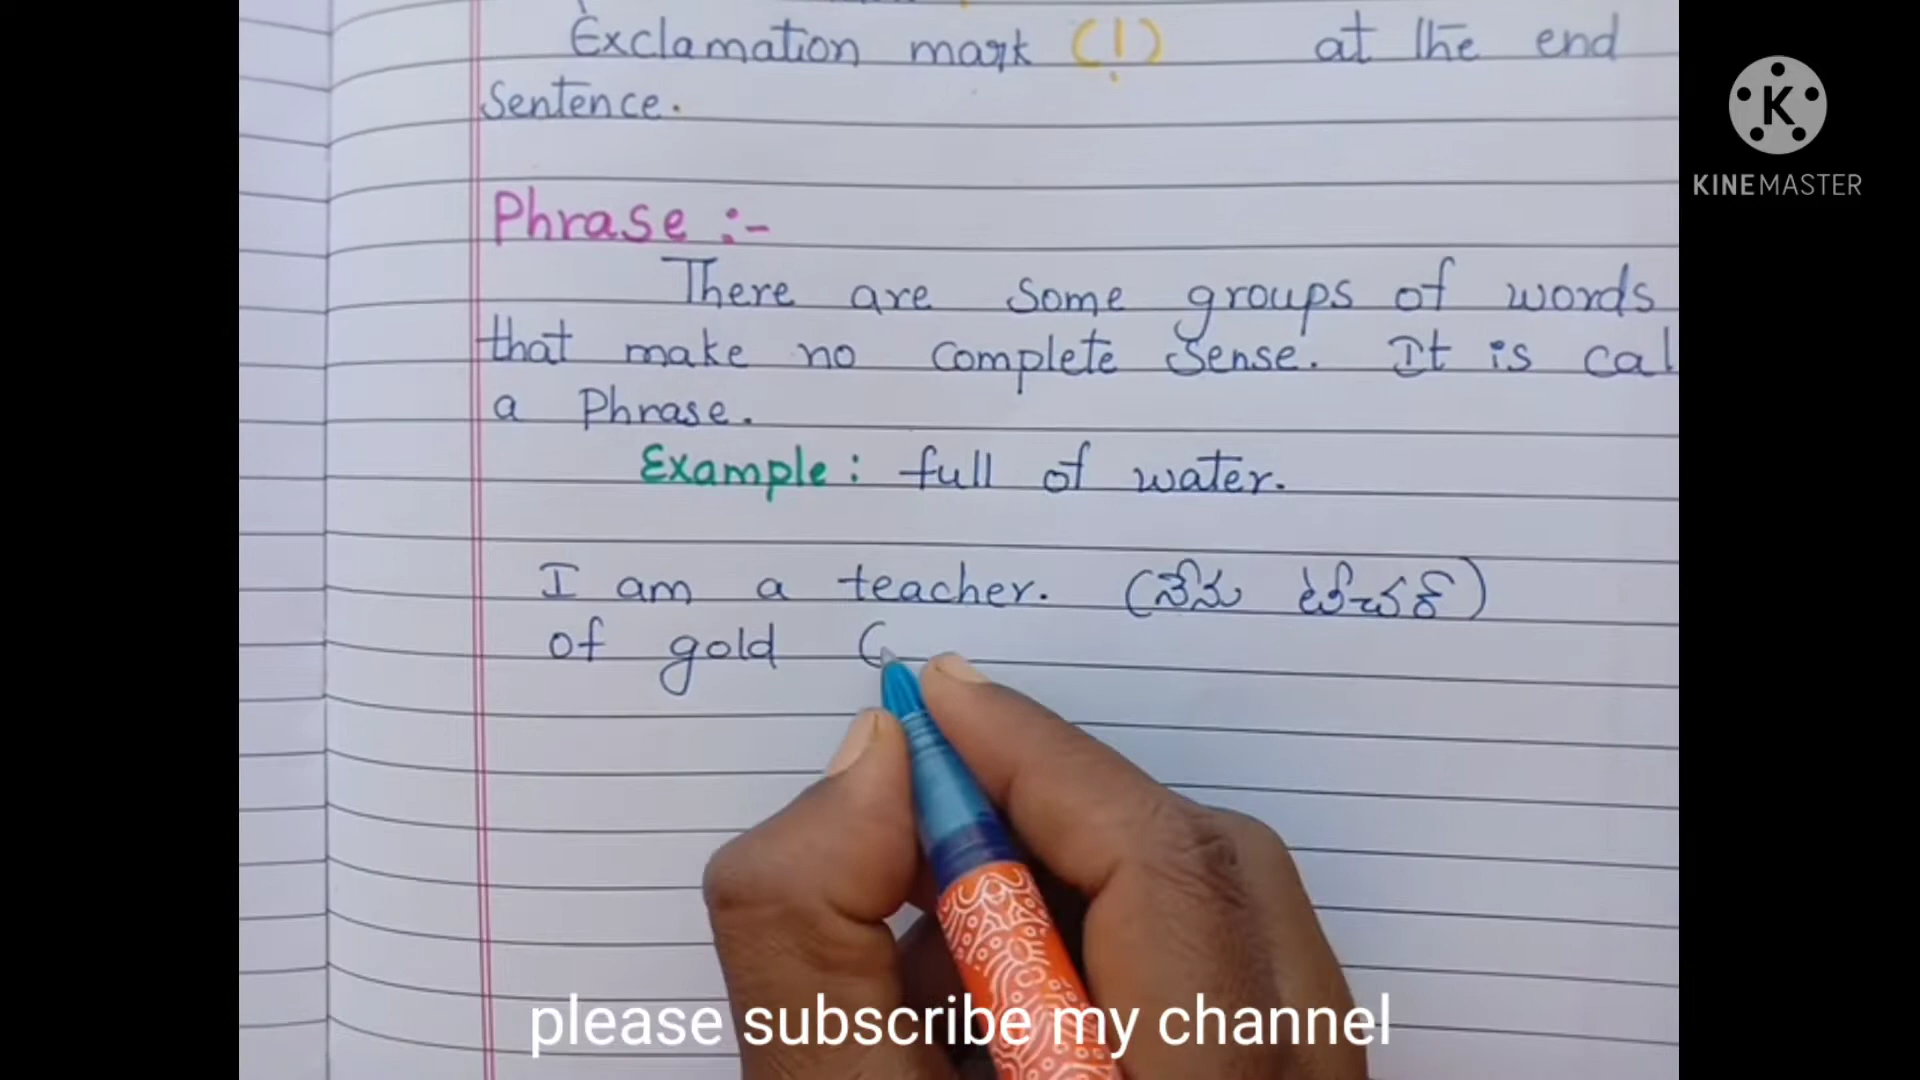 Exclamation mark (!) at the end
Sentence.
KINEMASTER
Phrase :-
There are some groups of words
that make no complete sense. It is cal
a Phrase.
Example: full of water.
I am a teacher. (నేను టీచర్)
of gold (
please subscribe my channel